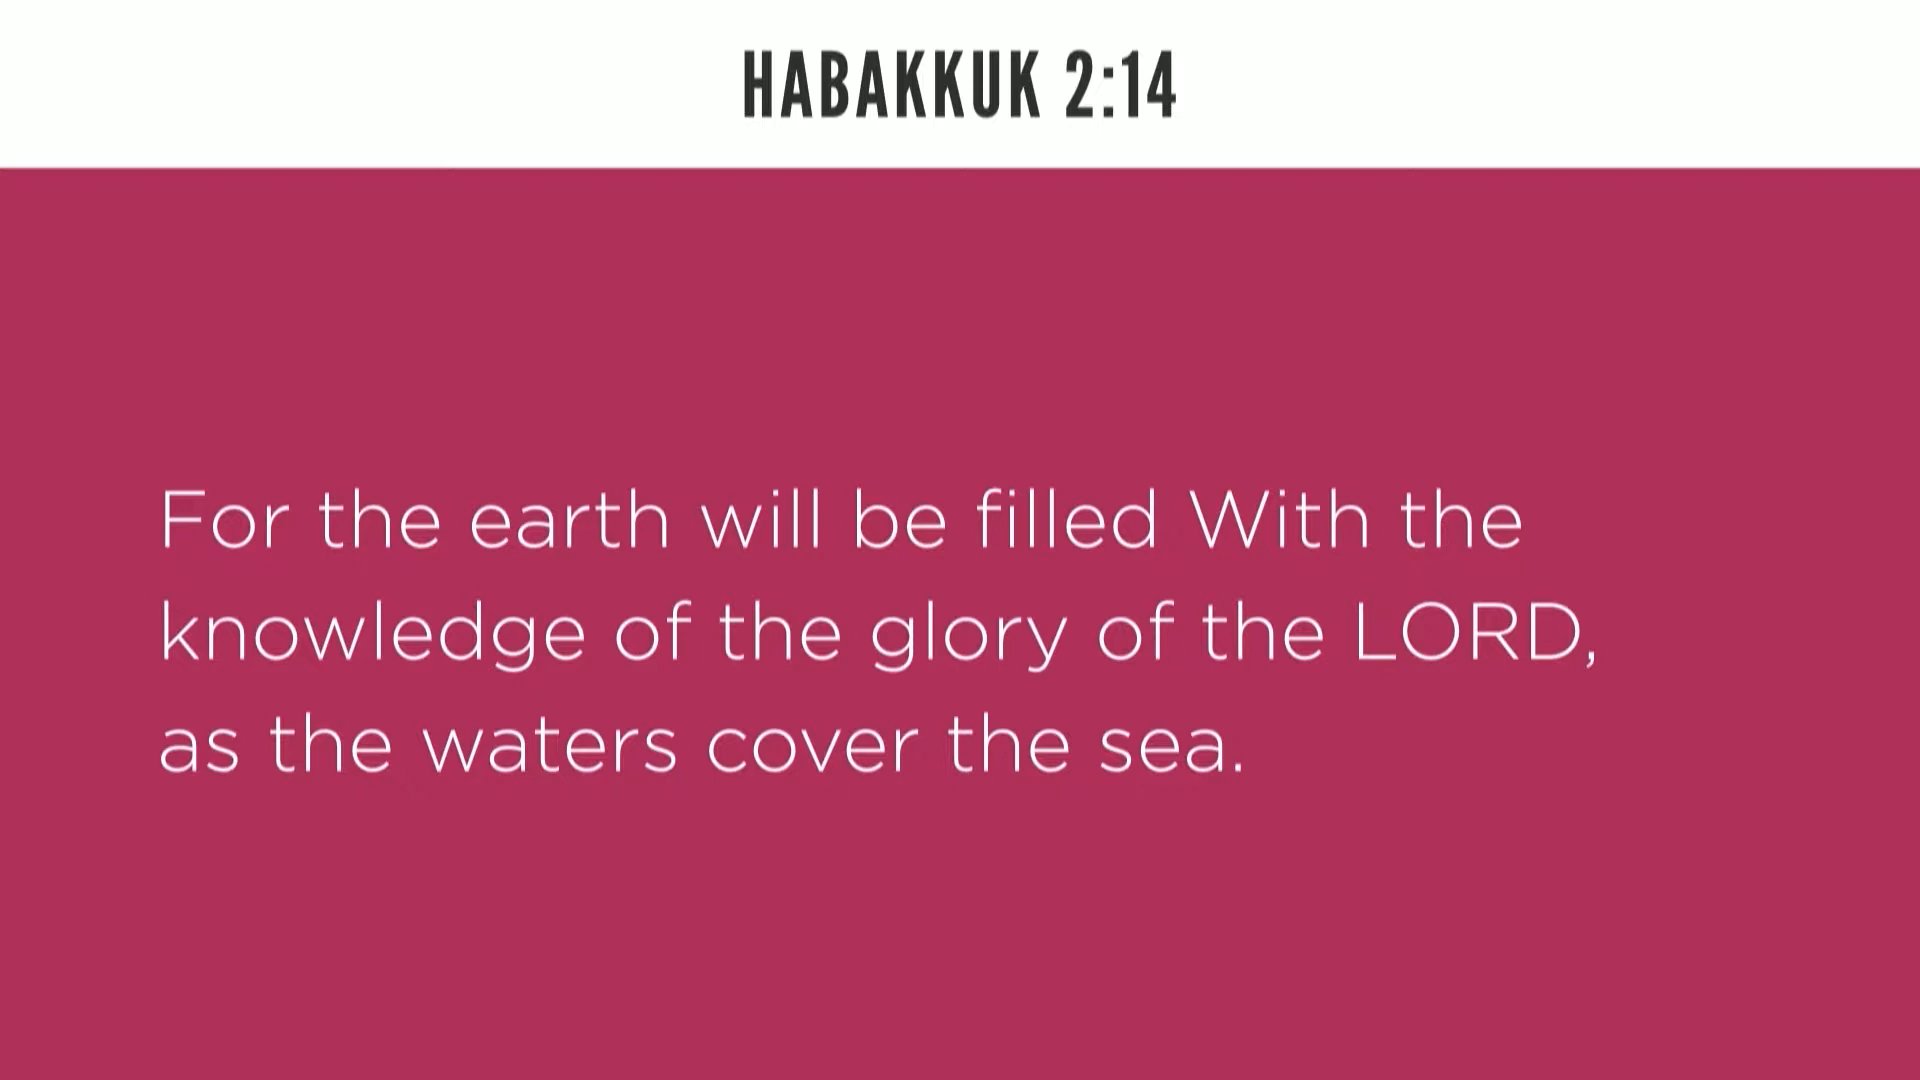 HABAKKUK 2:14
For the earth will be filled With the
knowledge of the glory of the LORD,
as the waters cover the sea.